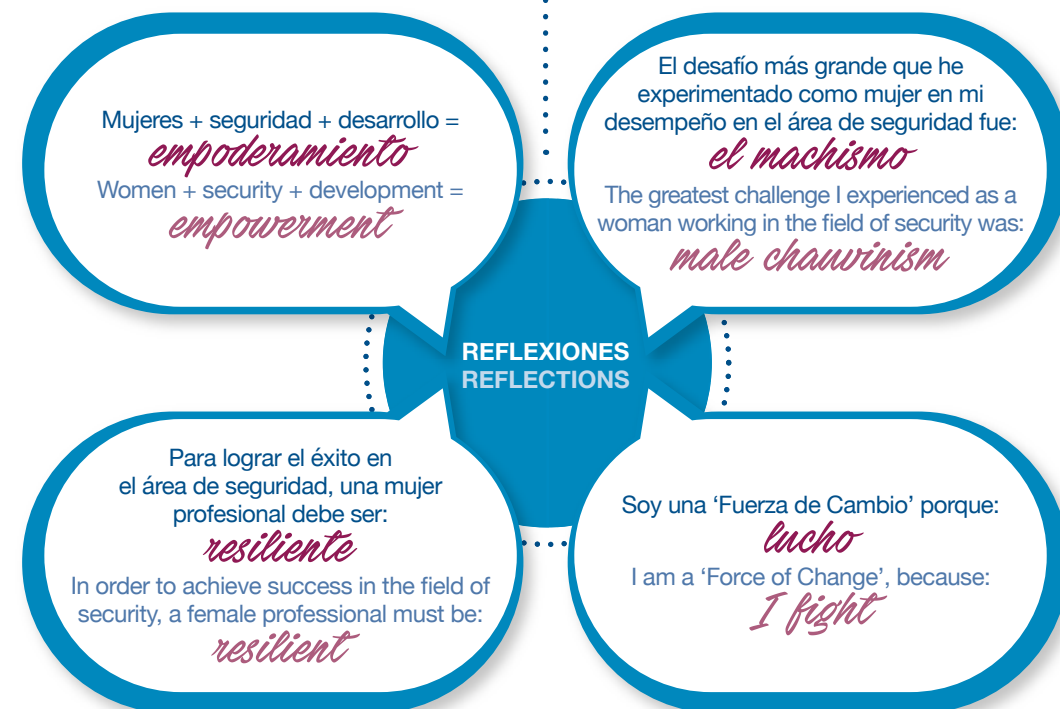 Mujeres + seguridad + desarrollo =
empoderamiento
Women + security + development =
empowerment
El desafío más grande que he
experimentado como mujer en mi
desempeño en el área de seguridad fue:
el machismo
The greatest challenge I experienced as a
woman working in the field of security was:
male chauvinism
REFLEXIONES
REFLECTIONS
Para lograr el éxito en
el área de seguridad, una mujer
profesional debe ser:
resiliente
In order to achieve success in the field of
security, a female professional must be:
resilient
Soy una ‘Fuerza de Cambio’ porque:
lucho
I am a ‘Force of Change’, because:
I fight